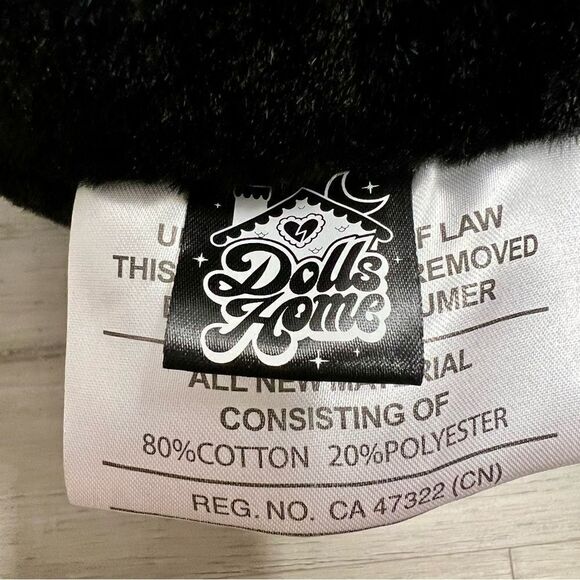 Dolls
Home
U
F LAW
THIS
REMOVED
UMER
ALL NEW MATERIAL
CONSISTING OF
80%COTTON 20%POLYESTER
REG. NO. CA 47322 (CN)